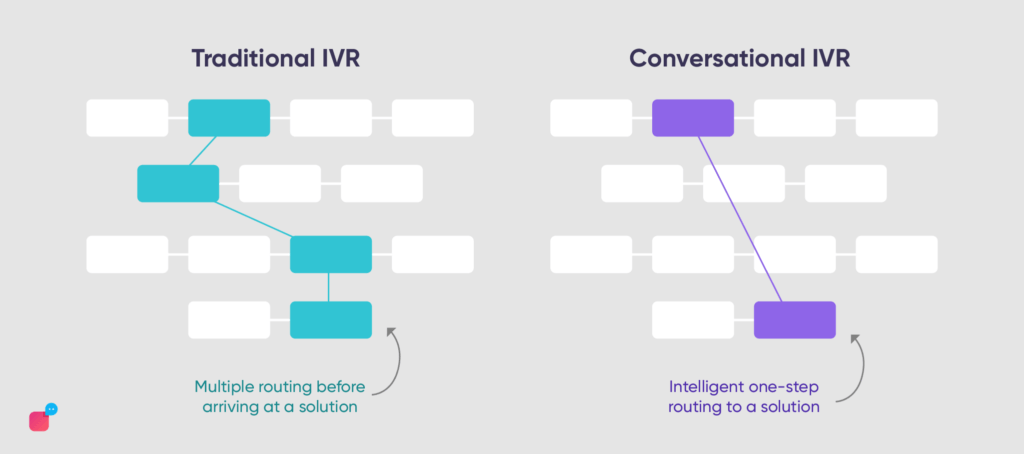 Traditional IVR
Conversational IVR
Multiple routing before
arriving at a solution
Intelligent one-step
routing to a solution